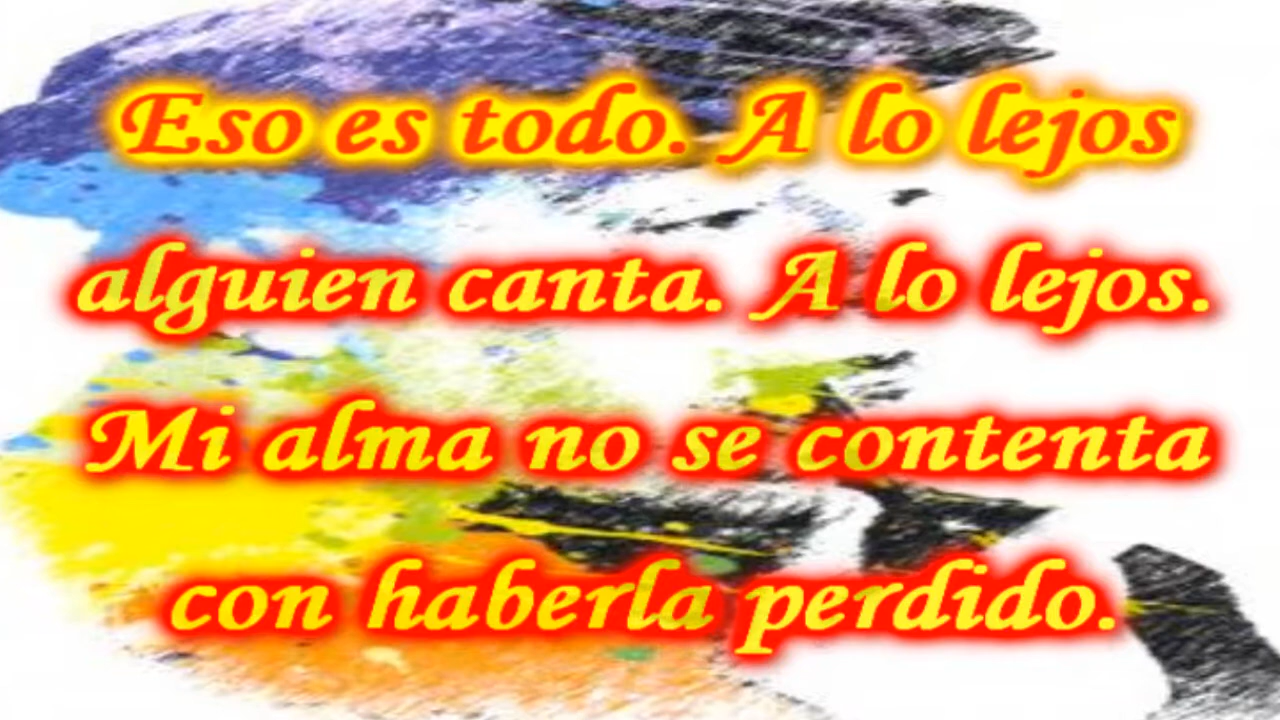 Eso es todo. A lo lejos
alguien canta. A lo lejos.
Mi alma no se contenta
con haberla perdido.